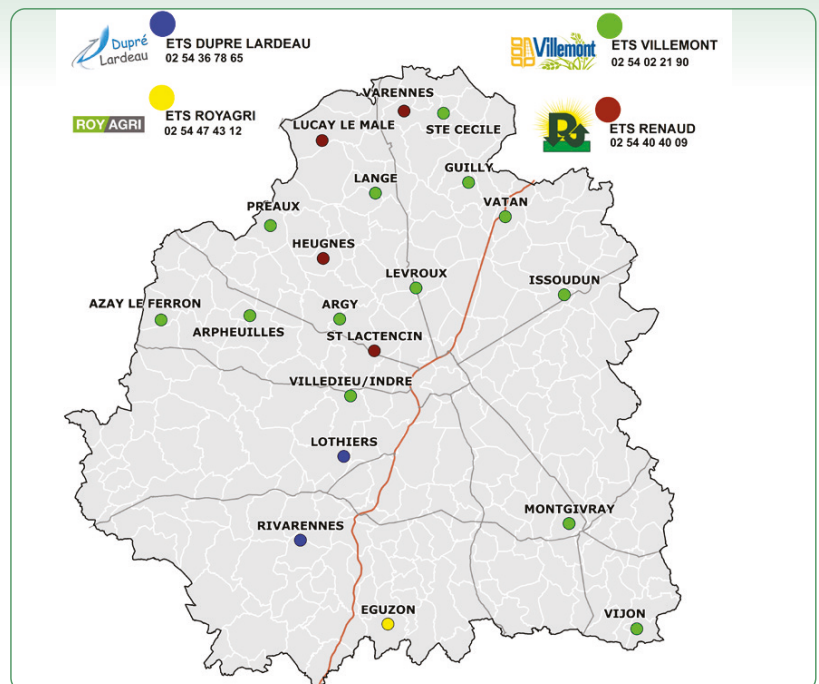 Dupré
Lardeau
ETS DUPRE LARDEAU
02 54 36 78 65
Villemont
ETS VILLEMONT
02 54 02 21 90
ROY AGRI
ETS ROYAGRI
02 54 47 43 12
R
ETS RENAUD
02 54 40 40 09
VARENNES
STE CECILE
LUCAY LE MALE
GUILLY
LANGE
VATAN
PREAUX
HEUGNES
LEVROUX
ISSOUDUN
AZAY LE FERRON
ARGY
ARPHEUILLES
ST LACTENCIN
VILLEDIEU/INDRE
LOTHIERS
MONTGIVRAY
RIVARENNES
EGUZON
VIJON